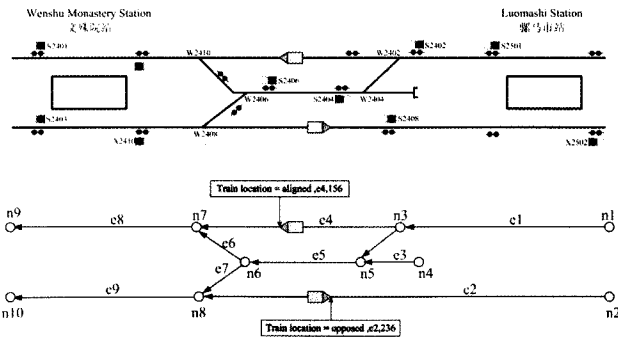 Wenshu Monastery Station
Luomashi Station
文殊院站
骡马市站
S2401
W2410
W2402
S2402
S2501
S2406
W2406
S2404
W2404
S2403
X2410
W2408
S2408
X2502
Train location = aligned ,e4,156
n9
e8
n7
e4
n3
e1
n1
e6
e5
e3
n6
n5
n4
e7
e9
e2
n10
n8
n2
Train location = opposed ,e2,236